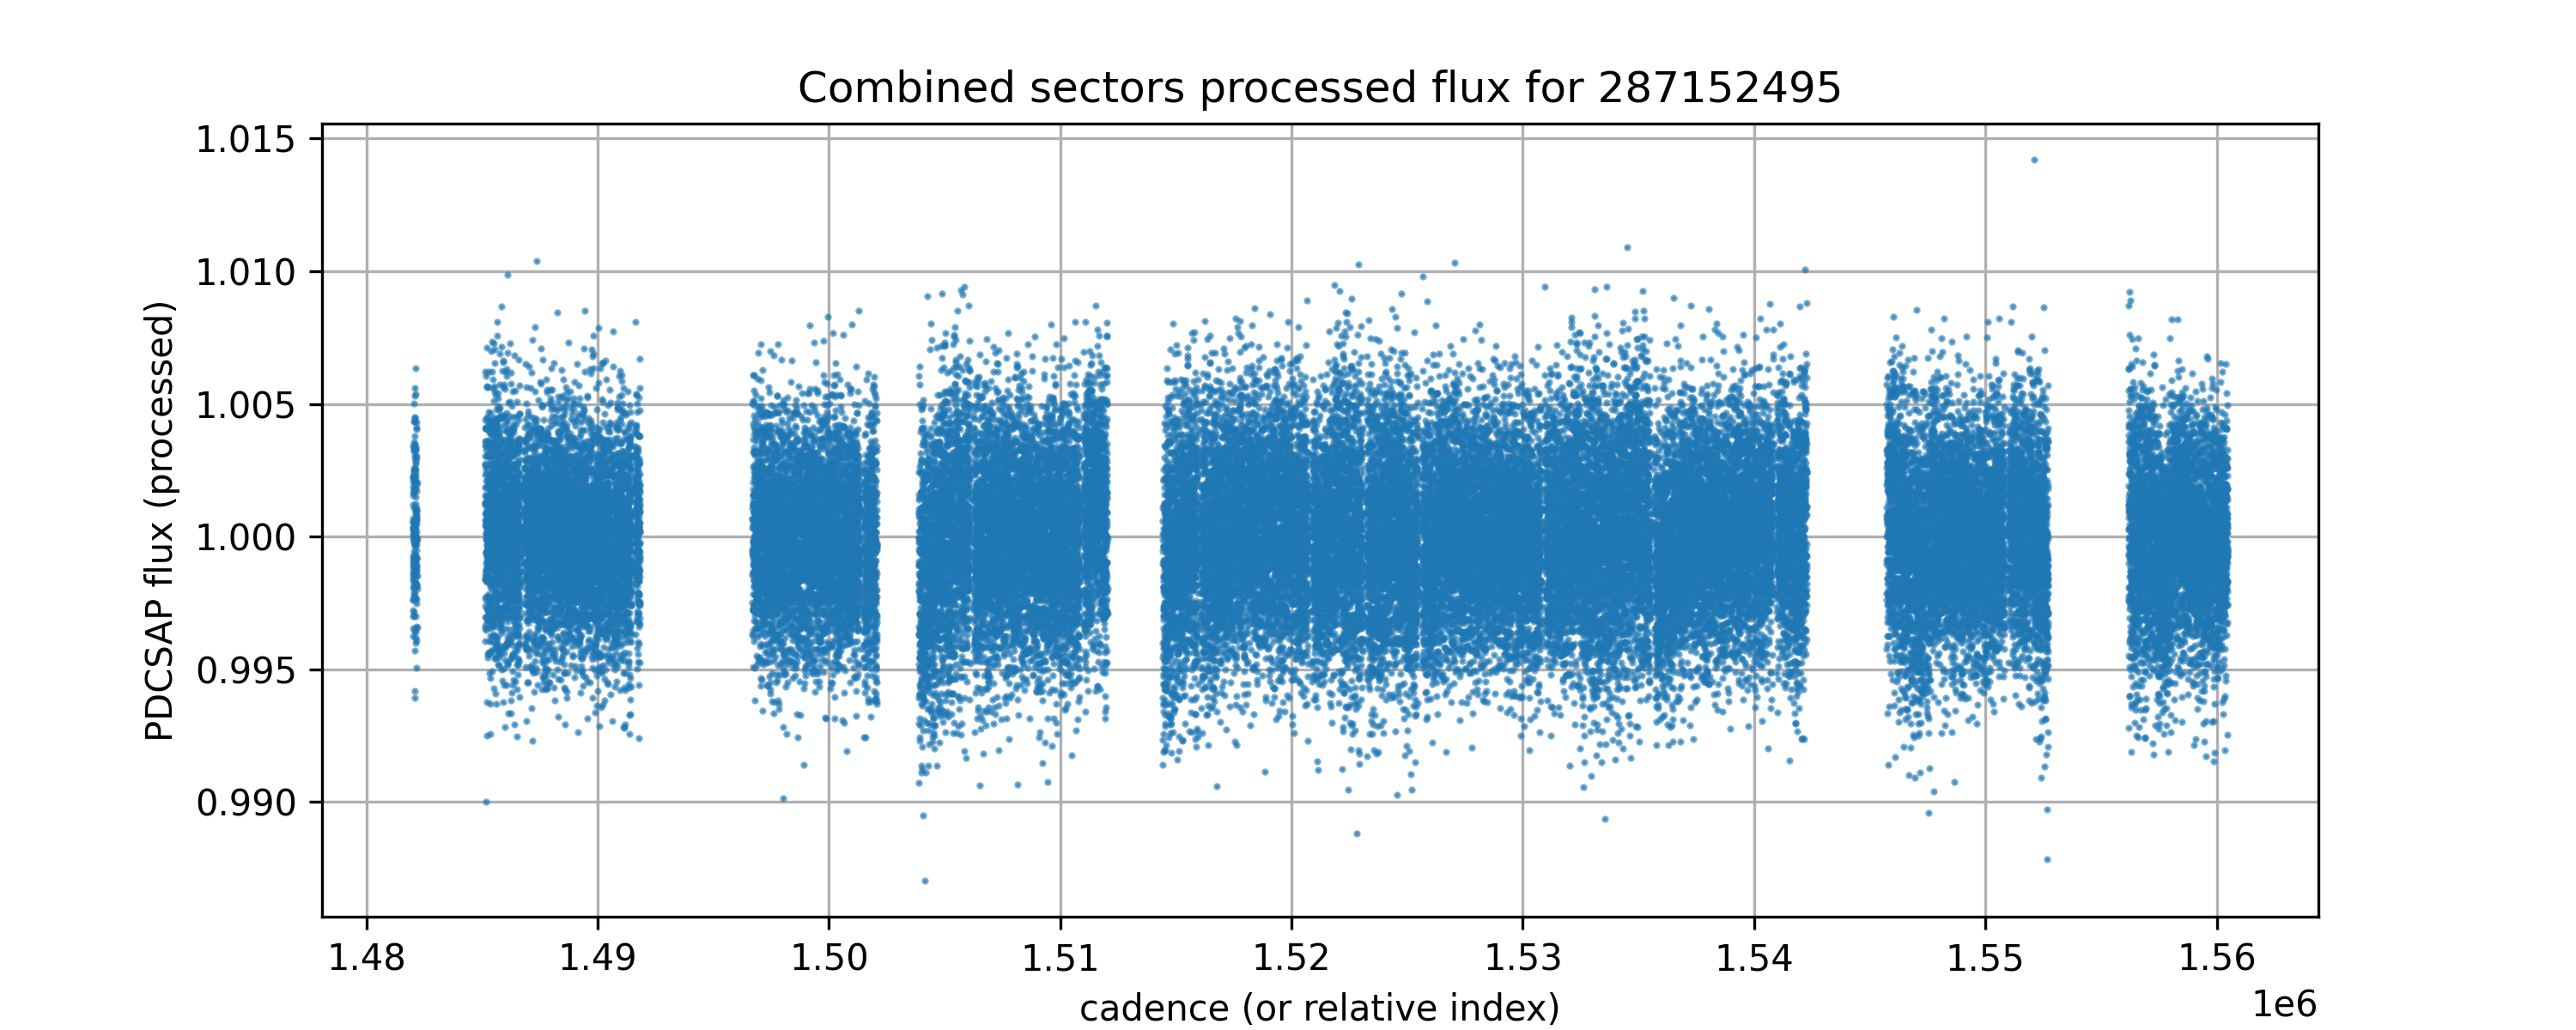 Combined sectors processed flux for 287152495
PDCSAP flux (processed)
1.015
1.010
1.005
1.000
0.995
0.990
1.48 1.49 1.50 1.51 1.52 1.53 1.54 1.55 1.56
1e6
cadence (or relative index)